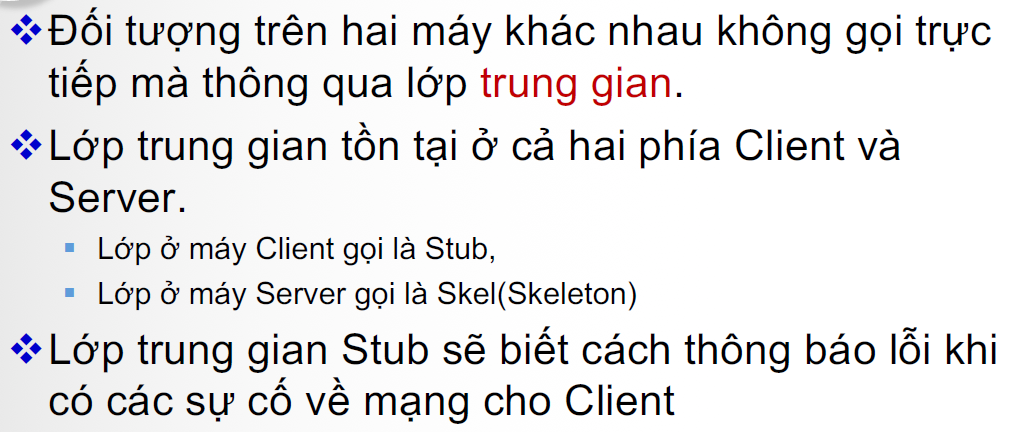 ❖Đối tượng trên hai máy khác nhau không gọi trực
tiếp mà thông qua lớp trung gian.
❖Lớp trung gian tồn tại ở cả hai phía Client và
Server.
▪ Lớp ở máy Client gọi là Stub,
▪ Lớp ở máy Server gọi là Skel(Skeleton)
❖Lớp trung gian Stub sẽ biết cách thông báo lỗi khi
có các sự cố về mạng cho Client